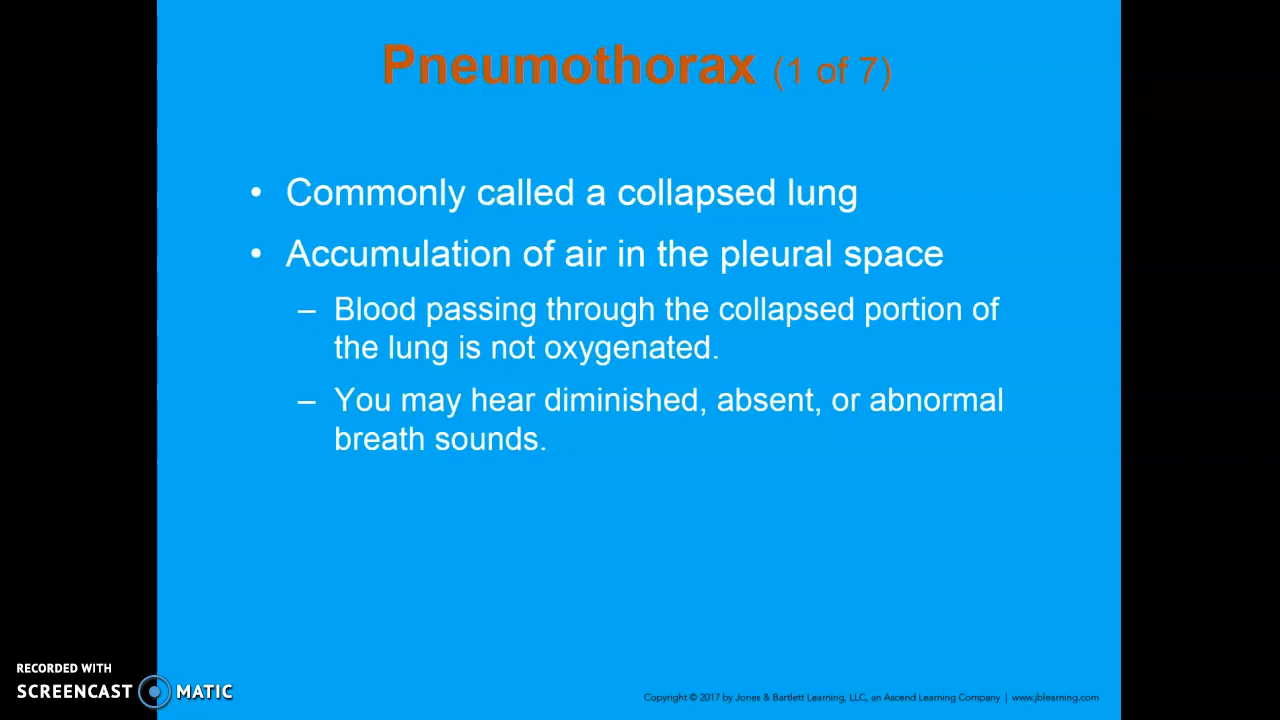 Pneumothorax (1 of 7)
• Commonly called a collapsed lung
• Accumulation of air in the pleural space
– Blood passing through the collapsed portion of
the lung is not oxygenated.
– You may hear diminished, absent, or abnormal
breath sounds.
RECORDED WITH
SCREENCAST MATIC
Copyright © 2017 by Jones & Bartlett Learning, LLC, an Ascend Learning Company | www.jblearning.com